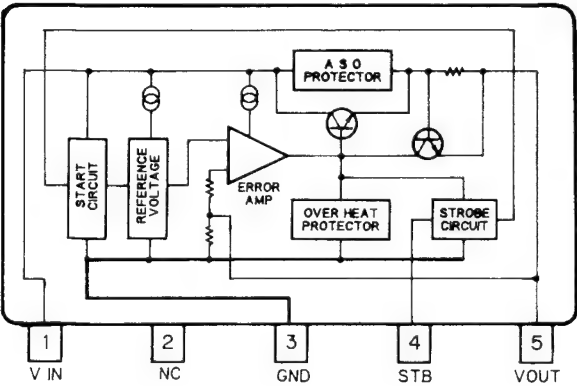 A S O
PROTECTOR
START
CIRCUIT
REFERENCE
VOLTAGE
ERROR
AMP
OVER HEAT
PROTECTOR
STROBE
CIRCUIT
1
2
3
4
5
V IN
NC
GND
STB
VOUT